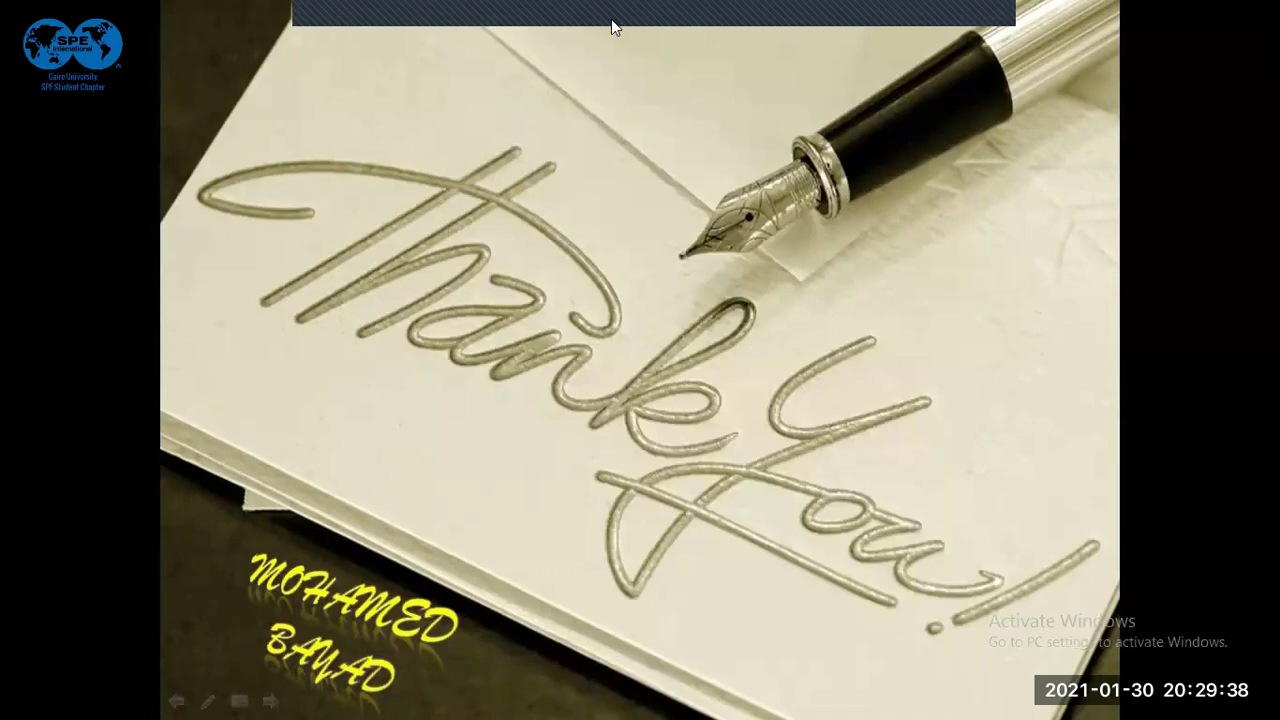 SPE
International
Cairo University
SPE Student Chapter
Thank
You!
MOHAMED
BAYAD
Activate Windows
Go to PC settings to activate Windows.
2021-01-30 20:29:38